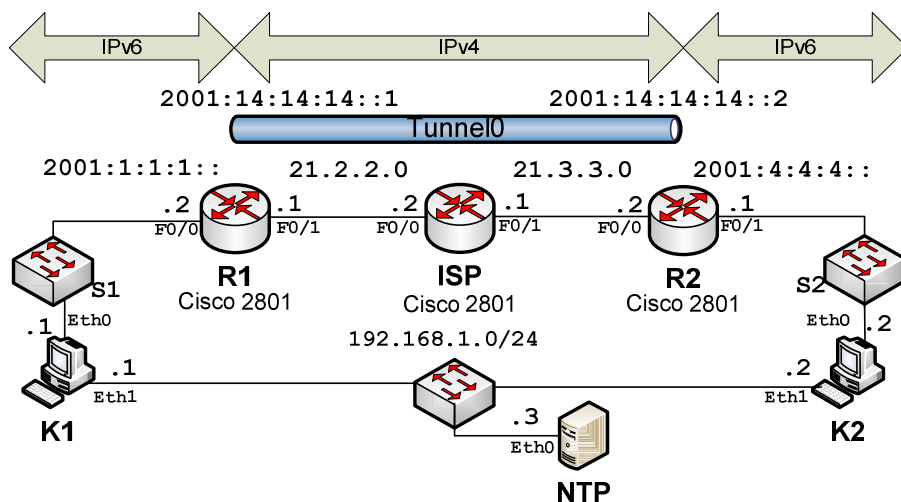 IPv6 IPv4 IPv6
2001:14:14:14::1 2001:14:14:14::2
Tunnel0
2001:1:1:1:: 21.2.2.0 21.3.3.0 2001:4:4:4::
.2 .1 .2 .1 .2 .1
F0/0 F0/1 F0/0 F0/1 F0/0 F0/1
R1 ISP R2
S1 S2
Cisco 2801 Cisco 2801 Cisco 2801
Eth0 Eth0
.1 .2
192.168.1.0/24
.1 .2
Eth1 Eth1
K1 K2
.3
Eth0
NTP